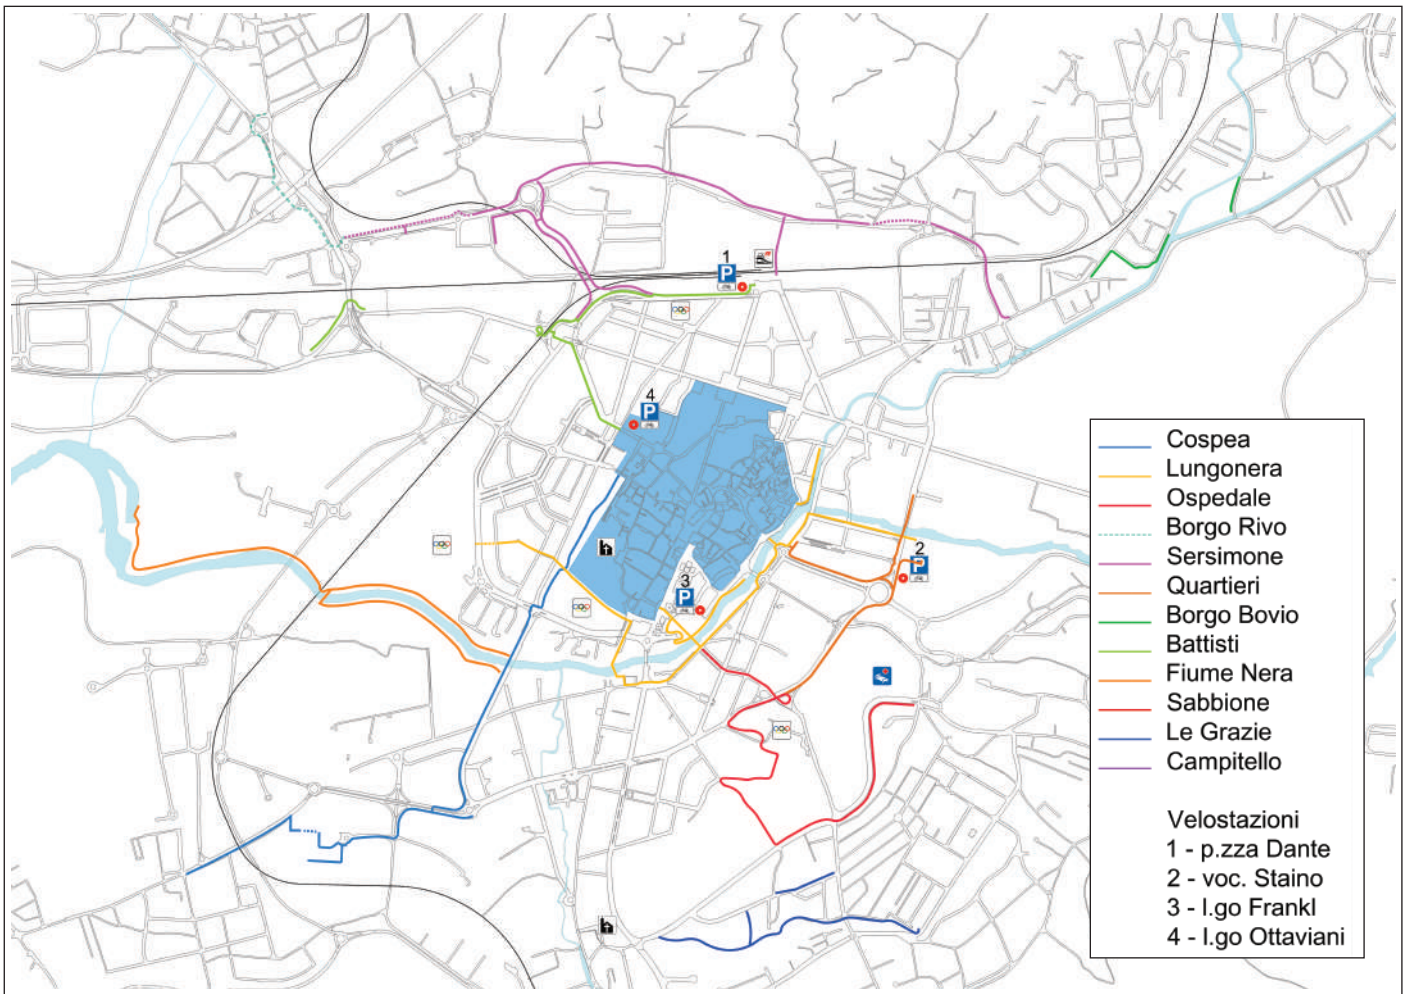 1
P
4
P
2
P
3
P
Cospea
Lungonera
Ospedale
Borgo Rivo
Sersimone
Quartieri
Borgo Bovio
Battisti
Fiume Nera
Sabbione
Le Grazie
Campitello
Velostazioni
1 - p.zza Dante
2 - voc. Staino
3 - l.go Frankl
4 - l.go Ottaviani